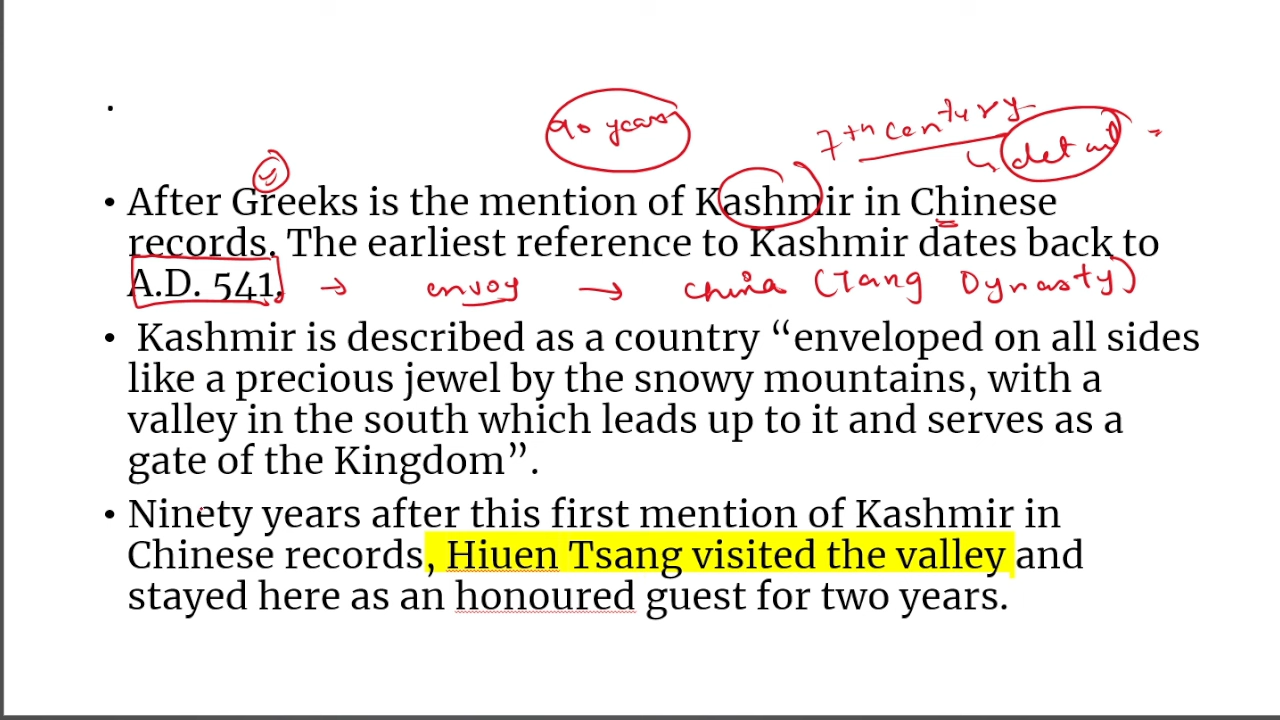 90 years
7th century
↳ detail
• After Greeks is the mention of Kashmir in Chinese
records. The earliest reference to Kashmir dates back to
A.D. 541. → envoy → China (Tang Dynasty)
• Kashmir is described as a country “enveloped on all sides
like a precious jewel by the snowy mountains, with a
valley in the south which leads up to it and serves as a
gate of the Kingdom”.
• Ninety years after this first mention of Kashmir in
Chinese records, Hiuen Tsang visited the valley and
stayed here as an honoured guest for two years.